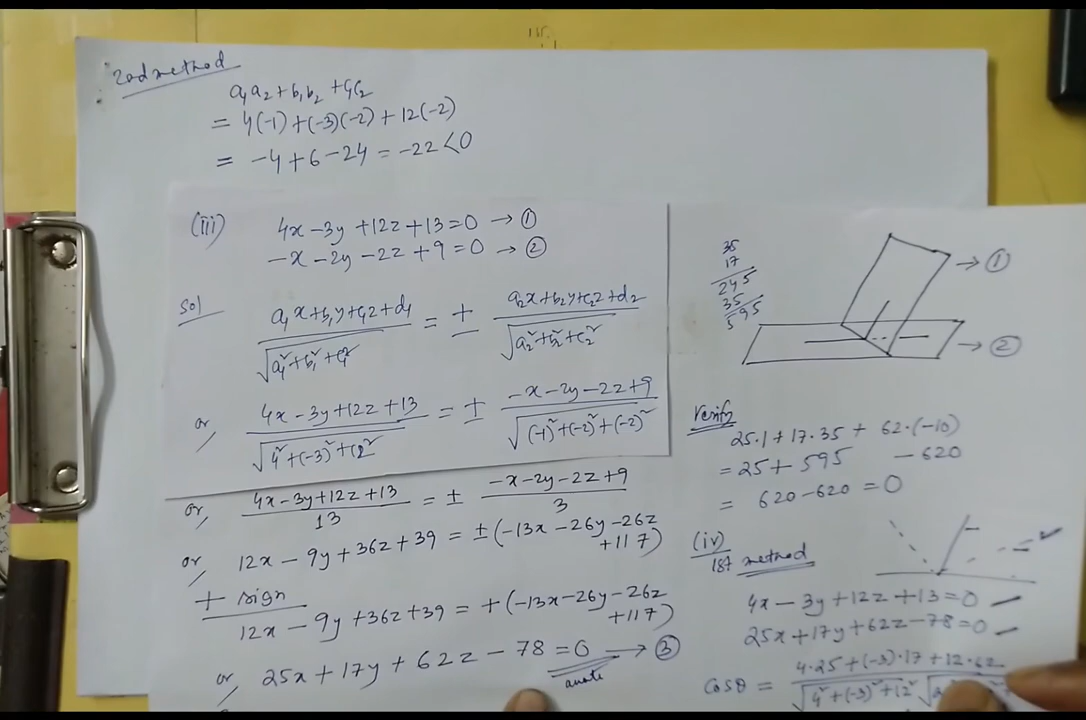 2nd method
a₁a₂ + b₁b₂ + c₁c₂
= 4(-1) + (-3)(-2) + 12(-2)
= -4 + 6 - 24 = -22 < 0
(iii) 4x - 3y + 12z + 13 = 0 → ①
-x - 2y - 2z + 9 = 0 → ②
Sol
(a₁x + b₁y + c₁z + d₁)/√(a₁² + b₁² + c₁²) = ± (a₂x + b₂y + c₂z + d₂)/√(a₂² + b₂² + c₂²)
or, (4x - 3y + 12z + 13)/√(4² + (-3)² + 12²) = ± (-x - 2y - 2z + 9)/√((-1)² + (-2)² + (-2)²)
or, (4x - 3y + 12z + 13)/13 = ± (-x - 2y - 2z + 9)/3
or, 12x - 9y + 36z + 39 = ± (-13x - 26y - 26z
+ 117)
+ sign
12x - 9y + 36z + 39 = + (-13x - 26y - 26z
+ 117)
or, 25x + 17y + 62z - 78 = 0 → ③
35
17
245
35
595
→ ①
→ ②
Verify
25·1 + 17·35 + 62·(-10)
= 25 + 595 - 620
= 620 - 620 = 0
(iv)
1st method
4x - 3y + 12z + 13 = 0
25x + 17y + 62z - 78 = 0
cosθ = 4·25 + (-3)·17 + 12·62
√(4² + (-3)² + 12²) √